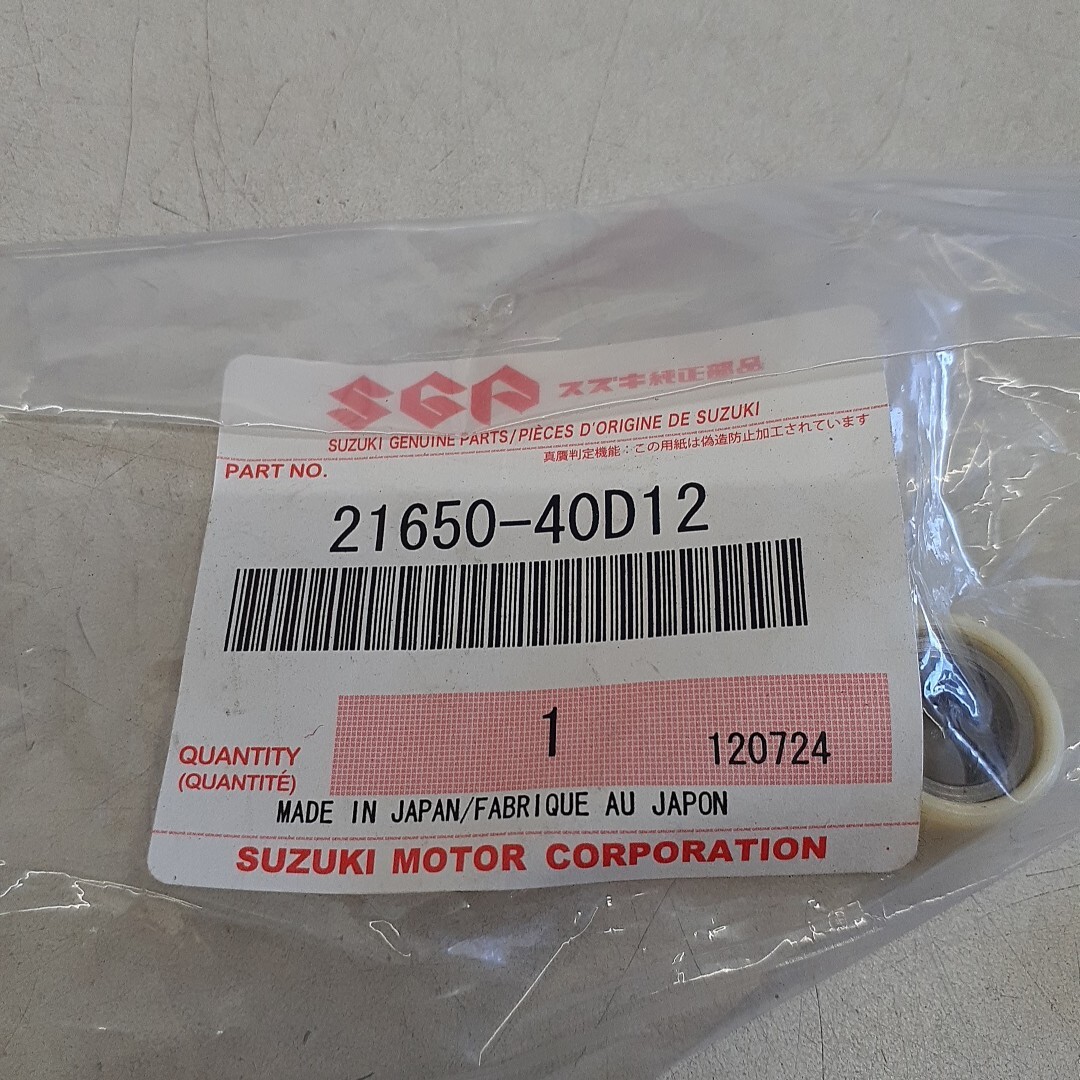 SGP スズキ純正部品
SUZUKI GENUINE PARTS/PIÈCES D'ORIGINE DE SUZUKI
真贋判定機能：この用紙は偽造防止加工されています
PART NO.
21650-40D12
1 120724
QUANTITY
(QUANTITÉ)
MADE IN JAPAN/FABRIQUE AU JAPON
SUZUKI MOTOR CORPORATION